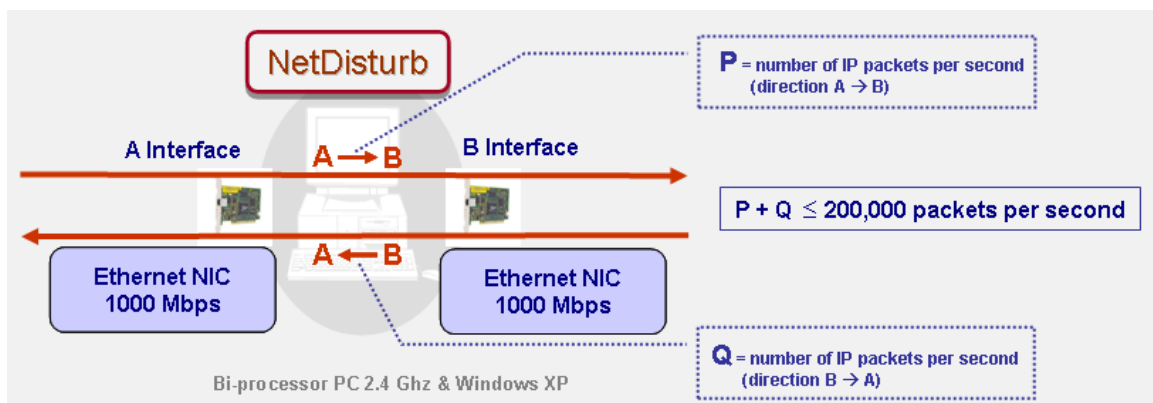 NetDisturb
P = number of IP packets per second
(direction A → B)
A Interface
B Interface
A → B
P + Q ≤ 200,000 packets per second
A ← B
Ethernet NIC
1000 Mbps
Ethernet NIC
1000 Mbps
Q = number of IP packets per second
(direction B → A)
Bi-processor PC 2.4 Ghz & Windows XP